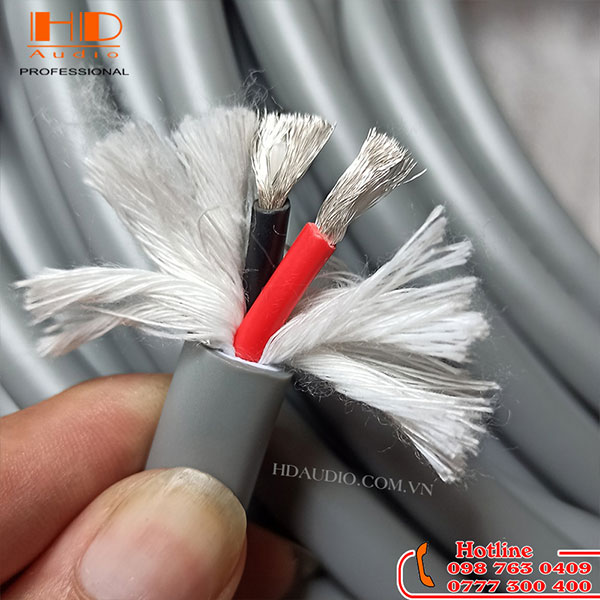 HD
Audio
PROFESSIONAL
HDAUDIO.COM.VN
Hotline
098 763 0409
0777 300 400